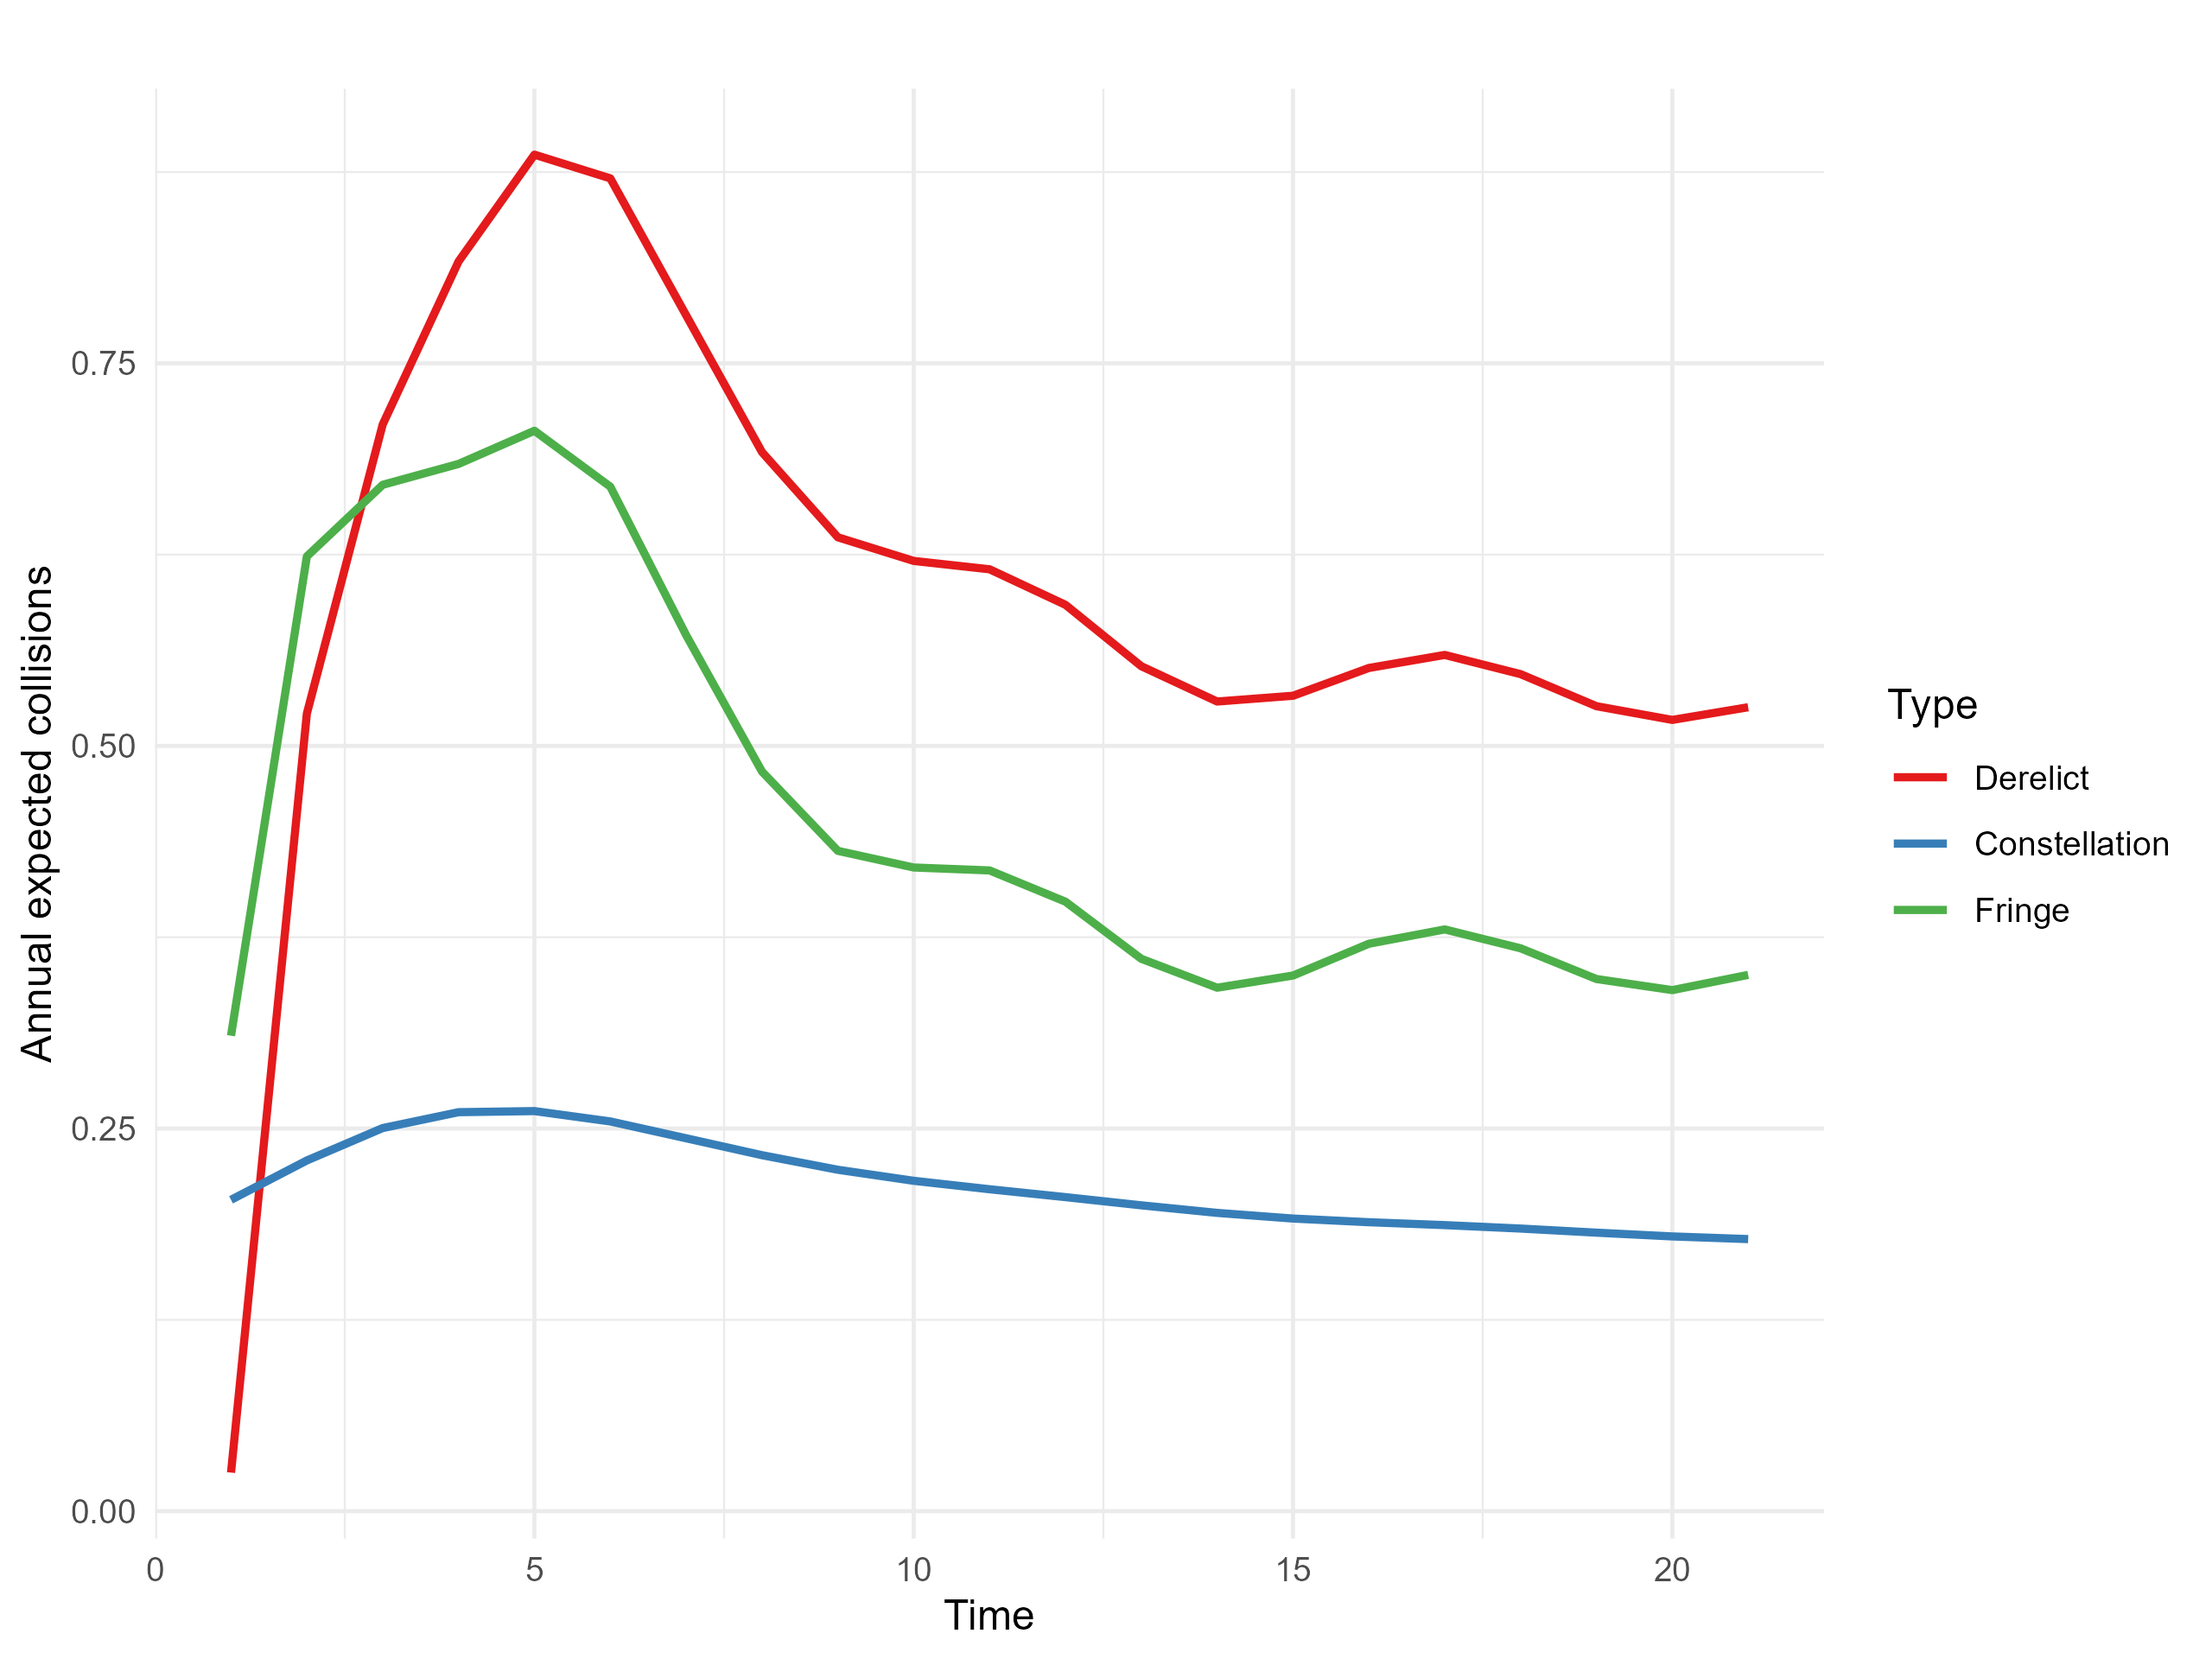 Annual expected collisions
0.75
0.50
0.25
0.00
0 5 10 15 20
Time
Type
Derelict
Constellation
Fringe